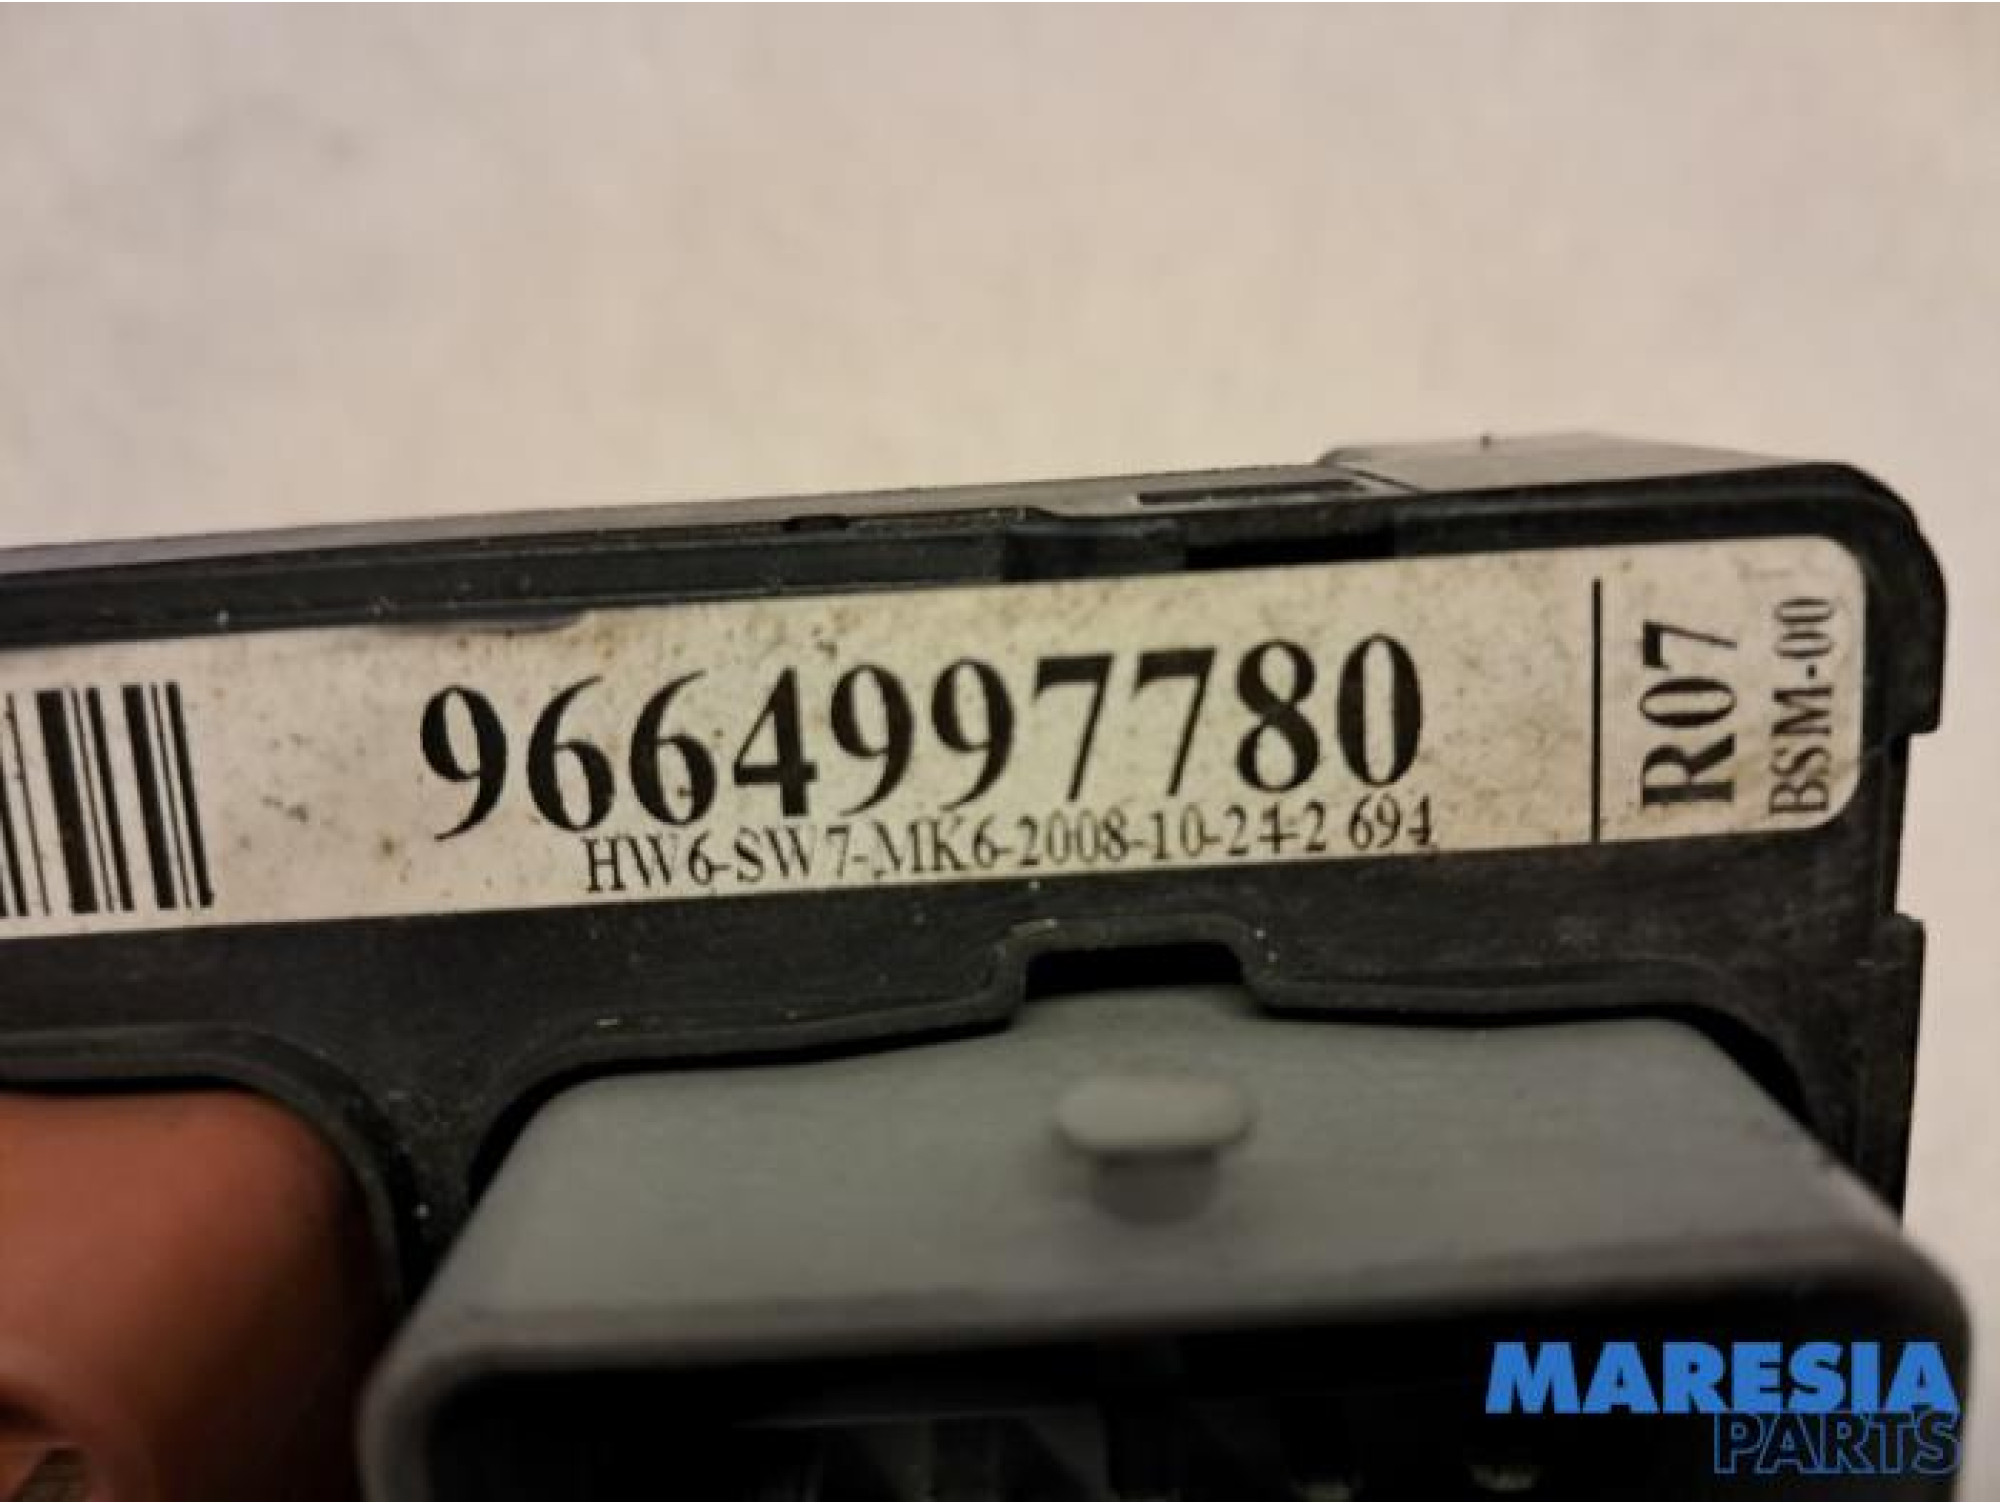 9664997780
HW6-SW7-MK6-2008-10-24-2 694
R07
BSM-00
MARESIA
PARTS